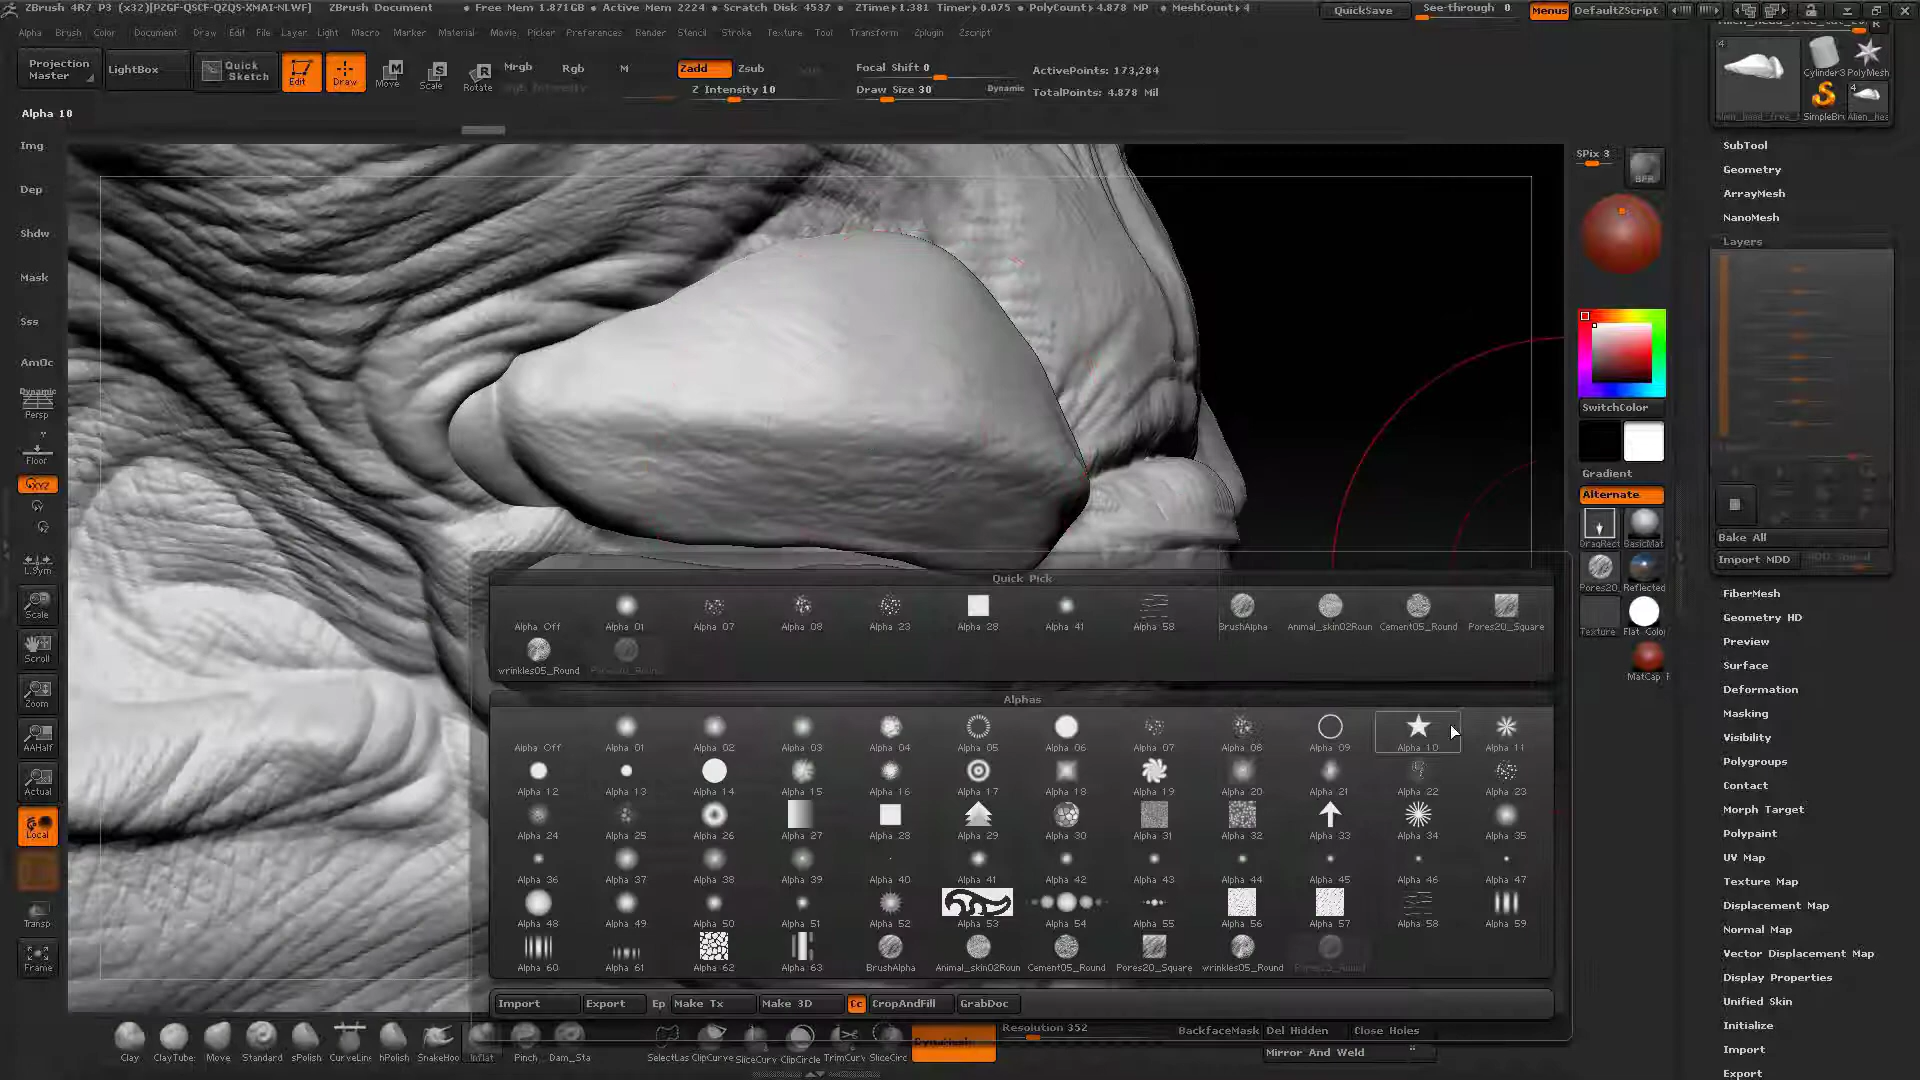 ZBrush 4R7 P3 (x32)[PZGF-QSCF-QZQS-XMAI-NLWF] ZBrush Document • Free Mem 1.871GB • Active Mem 2224 • Scratch Disk 4537 • ZTime▸1.381 Timer▸0.075 • PolyCount▸4.878 MP • MeshCount▸4 QuickSave See-through 0 Menus DefaultZScript
Alpha Brush Color Document Draw Edit File Layer Light Macro Marker Material Movie Picker Preferences Render Stencil Stroke Texture Tool Transform Zplugin Zscript
Projection Master
LightBox
Quick Sketch
Edit
Draw
Move
Scale
Rotate
Mrgb Rgb M
Zadd Zsub
Z Intensity 10
Focal Shift 0
Draw Size 30
Dynamic
ActivePoints: 173,284
TotalPoints: 4.878 Mil
Alpha 10
Img
Dep
Shdw
Mask
Sss
AmOc
Dynamic
Persp
Floor
XYZ
L.Sym
Scale
Scroll
Zoom
AAHalf
Actual
Local
Transp
Frame
Quick Pick
Alpha Off Alpha 01 Alpha 07 Alpha 08 Alpha 23 Alpha 28 Alpha 41 Alpha 58 BrushAlpha Animal_skin02Roun Cement05_Round Pores20_Square
wrinkles05_Round
Alphas
Alpha Off Alpha 01 Alpha 02 Alpha 03 Alpha 04 Alpha 05 Alpha 06 Alpha 07 Alpha 08 Alpha 09 Alpha 10 Alpha 11
Alpha 12 Alpha 13 Alpha 14 Alpha 15 Alpha 16 Alpha 17 Alpha 18 Alpha 19 Alpha 20 Alpha 21 Alpha 22 Alpha 23
Alpha 24 Alpha 25 Alpha 26 Alpha 27 Alpha 28 Alpha 29 Alpha 30 Alpha 31 Alpha 32 Alpha 33 Alpha 34 Alpha 35
Alpha 36 Alpha 37 Alpha 38 Alpha 39 Alpha 40 Alpha 41 Alpha 42 Alpha 43 Alpha 44 Alpha 45 Alpha 46 Alpha 47
Alpha 48 Alpha 49 Alpha 50 Alpha 51 Alpha 52 Alpha 53 Alpha 54 Alpha 55 Alpha 56 Alpha 57 Alpha 58 Alpha 59
Alpha 60 Alpha 61 Alpha 62 Alpha 63 BrushAlpha Animal_skin02Roun Cement05_Round Pores20_Square wrinkles05_Round
Import Export Ep Make Tx Make 3D Cc CropAndFill GrabDoc
Clay ClayTube: Move Standard sPolish CurveLin hPolish SnakeHoo Inflat Pinch Dam_Sta SelectLas ClipCurve SliceCurv ClipCircle TrimCurv SliceCirc
Resolution 352
BackfaceMask Del Hidden Close Holes
Mirror And Weld
SPix 3
BPR
SwitchColor
Gradient
Alternate
DragRect BasicMat
Pores20_ Reflected
Texture Flat Colo
MatCap
4
Cylinder3 PolyMesh
4
SimpleBru Alien_Hea
SubTool
Geometry
ArrayMesh
NanoMesh
Layers
Bake All
Import MDD
FiberMesh
Geometry HD
Preview
Surface
Deformation
Masking
Visibility
Polygroups
Contact
Morph Target
Polypaint
UV Map
Texture Map
Displacement Map
Normal Map
Vector Displacement Map
Display Properties
Unified Skin
Initialize
Import
Export